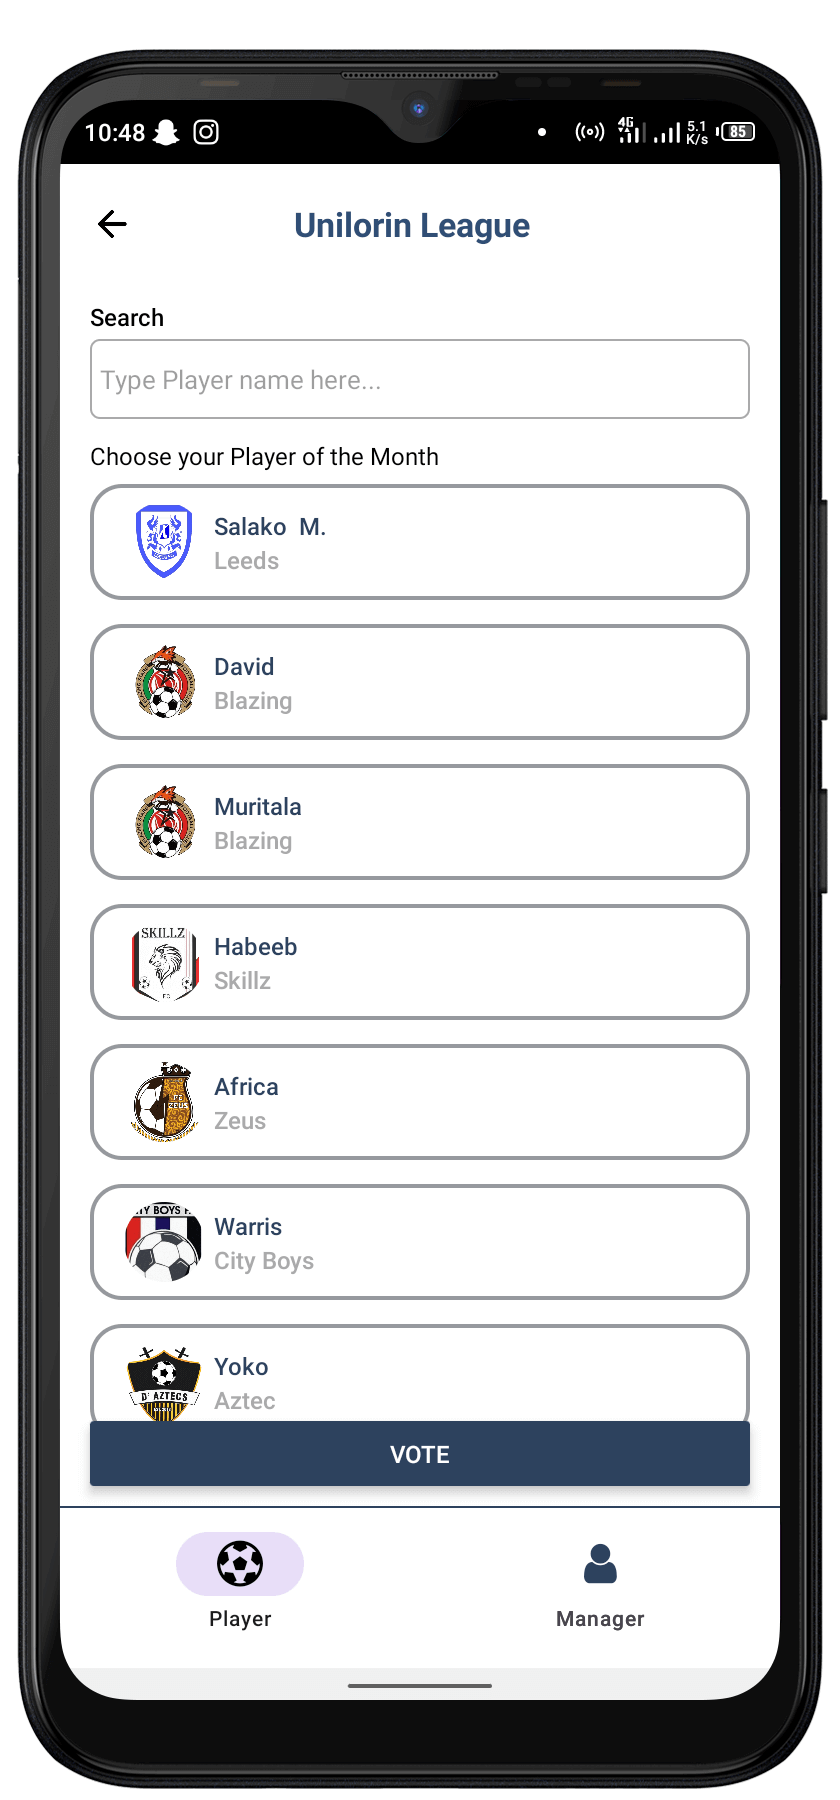 10:48
4G
5.1
K/s
85
Unilorin League
Search
Type Player name here...
Choose your Player of the Month
Salako  M.
Leeds
David
Blazing
Muritala
Blazing
SKILLZ
FC
Habeeb
Skillz
ZEUS
Africa
Zeus
BOYS
Warris
City Boys
D' AZTECS
Yoko
Aztec
VOTE
Player
Manager